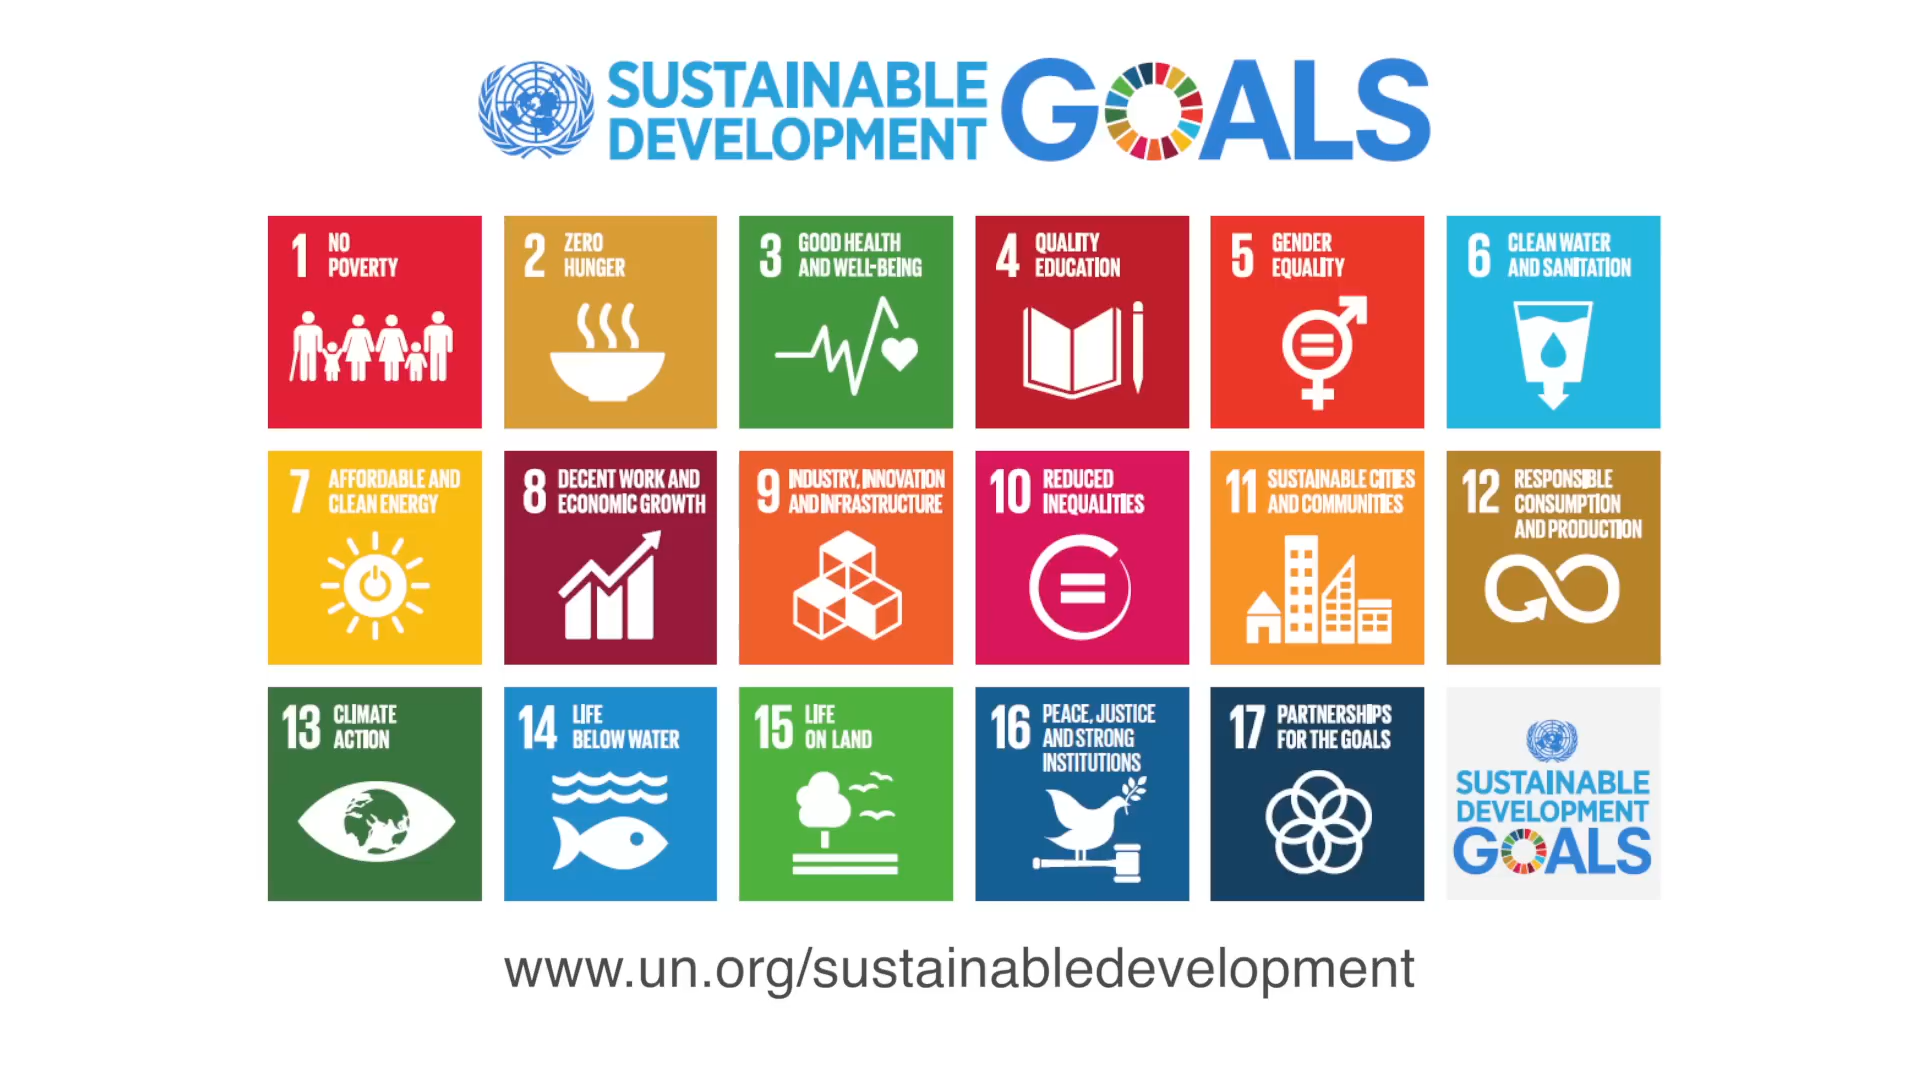 SUSTAINABLE
DEVELOPMENT GOALS
1 NO
POVERTY
2 ZERO
HUNGER
3 GOOD HEALTH
AND WELL-BEING
4 QUALITY
EDUCATION
5 GENDER
EQUALITY
6 CLEAN WATER
AND SANITATION
7 AFFORDABLE AND
CLEAN ENERGY
8 DECENT WORK AND
ECONOMIC GROWTH
9 INDUSTRY, INNOVATION
AND INFRASTRUCTURE
10 REDUCED
INEQUALITIES
11 SUSTAINABLE CITIES
AND COMMUNITIES
12 RESPONSIBLE
CONSUMPTION
AND PRODUCTION
13 CLIMATE
ACTION
14 LIFE
BELOW WATER
15 LIFE
ON LAND
16 PEACE, JUSTICE
AND STRONG
INSTITUTIONS
17 PARTNERSHIPS
FOR THE GOALS
SUSTAINABLE
DEVELOPMENT
GOALS
www.un.org/sustainabledevelopment